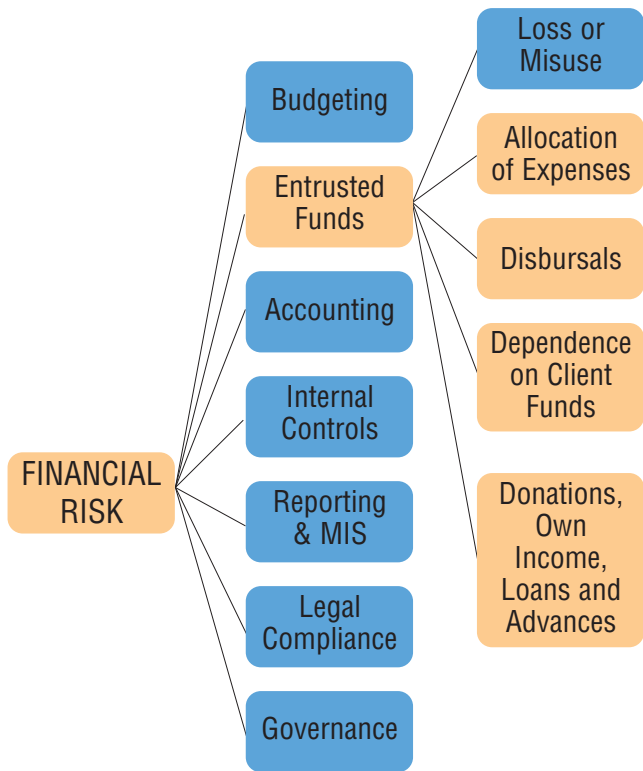 FINANCIAL
RISK
Budgeting
Entrusted
Funds
Accounting
Internal
Controls
Reporting
& MIS
Legal
Compliance
Governance
Loss or
Misuse
Allocation
of Expenses
Disbursals
Dependence
on Client
Funds
Donations,
Own
Income,
Loans and
Advances